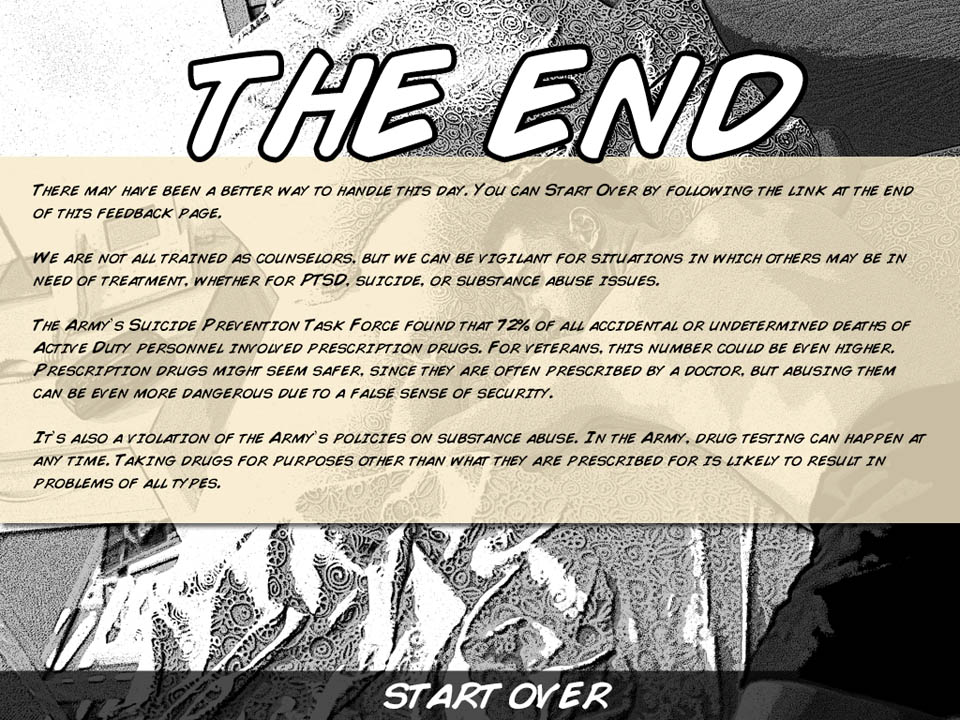 THE END
There may have been a better way to handle this day. You can Start Over by following the link at the end
of this feedback page.
We are not all trained as counselors, but we can be vigilant for situations in which others may be in
need of treatment, whether for PTSD, suicide, or substance abuse issues.
The Army's Suicide Prevention Task Force found that 72% of all accidental or undetermined deaths of
Active Duty personnel involved prescription drugs. For veterans, this number could be even higher.
Prescription drugs might seem safer, since they are often prescribed by a doctor, but abusing them
can be even more dangerous due to a false sense of security.
It's also a violation of the Army's policies on substance abuse. In the Army, drug testing can happen at
any time. Taking drugs for purposes other than what they are prescribed for is likely to result in
problems of all types.
START OVER